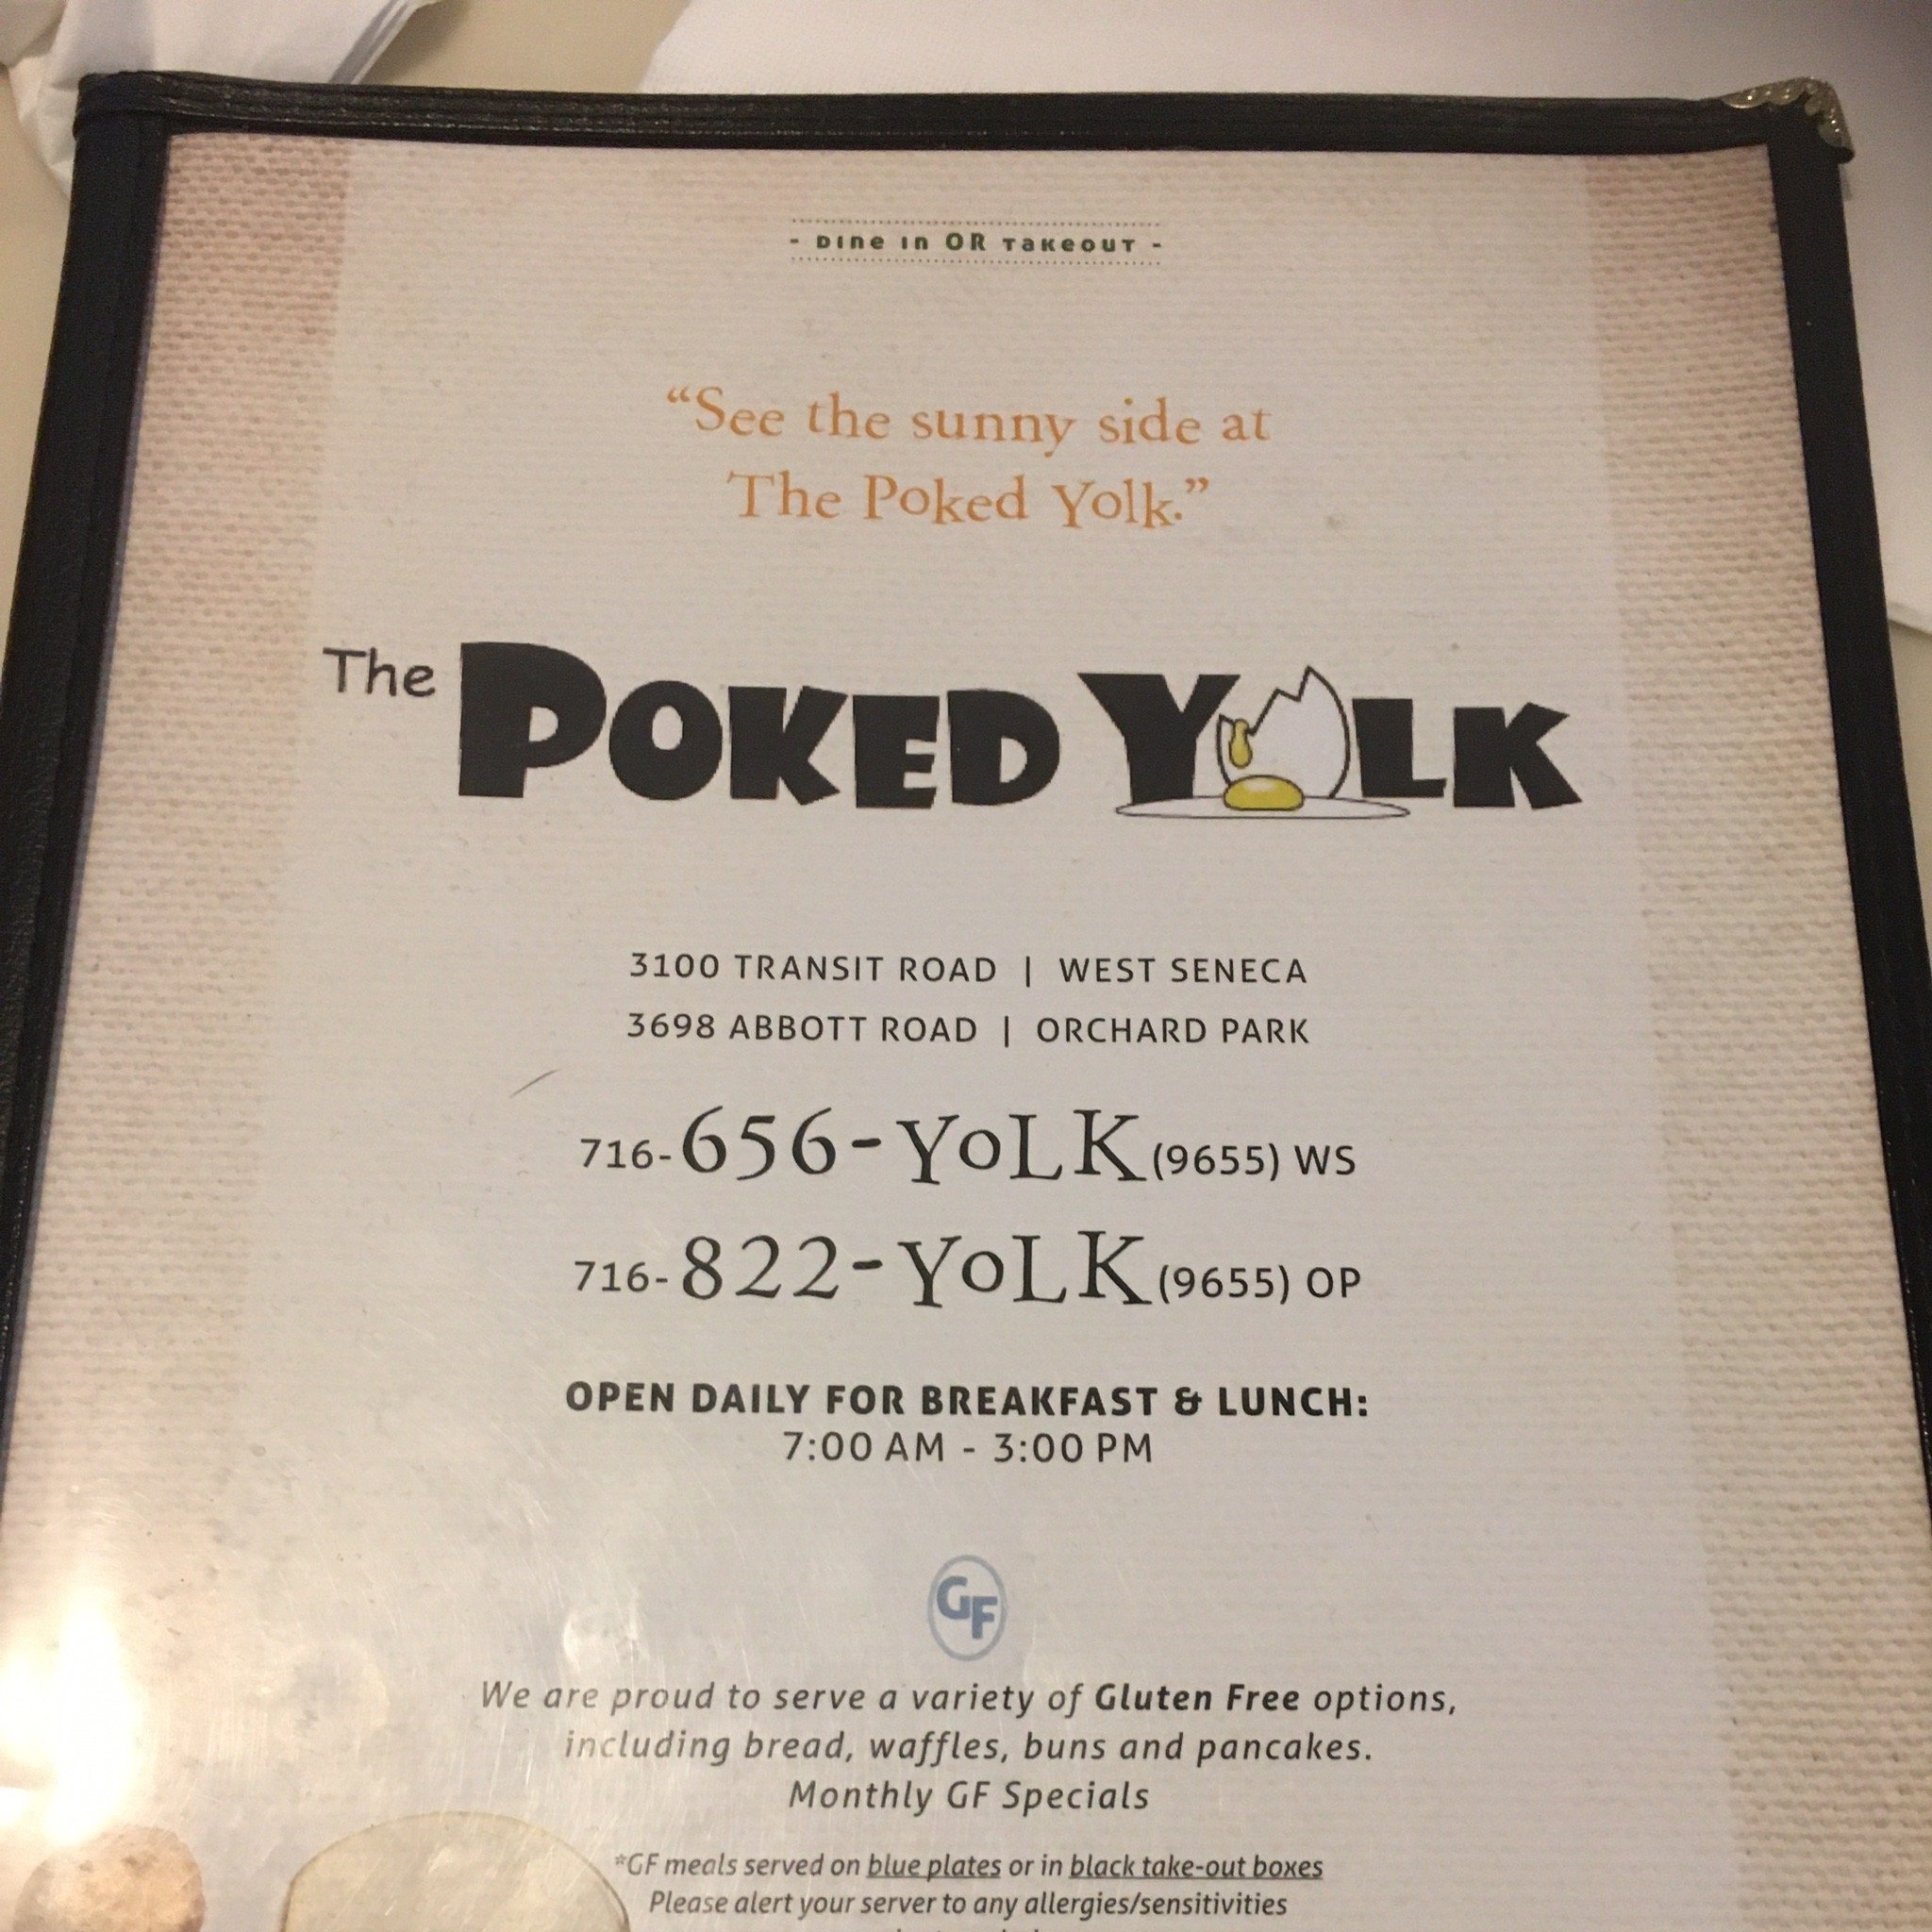 - Dine in OR Takeout -
“See the sunny side at
The Poked Yolk.”
The POKED YOLK
3100 TRANSIT ROAD | WEST SENECA
3698 ABBOTT ROAD | ORCHARD PARK
716-656-YoLK (9655) WS
716-822-YoLK (9655) OP
OPEN DAILY FOR BREAKFAST & LUNCH:
7:00 AM - 3:00 PM
GF
We are proud to serve a variety of Gluten Free options,
including bread, waffles, buns and pancakes.
Monthly GF Specials
*GF meals served on blue plates or in black take-out boxes
Please alert your server to any allergies/sensitivities